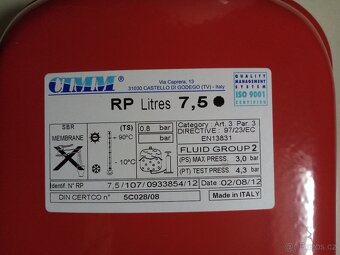 CIMM
Via Caprera, 13
31030 CASTELLO DI GODEGO (TV) - Italy
QUALITY
MANAGEMENT
SYSTEM
ISO 9001
RP Litres 7,5
SBR
MEMBRANE
(TS)
+ 90°C
- 10°C
0.8 bar
bar
Category : Art. 3 Par. 3
DIRECTIVE : 97/23/EC
EN13831
FLUID GROUP 2
(PS) MAX PRESS. 3,0 bar
(PT) TEST PRESS. 4,3 bar
Identif. N° RP 7,5/107/0933854/12 DATE 02/08/12
DIN CERTCO n° 5C028/08 Made in ITALY
bazos.cz